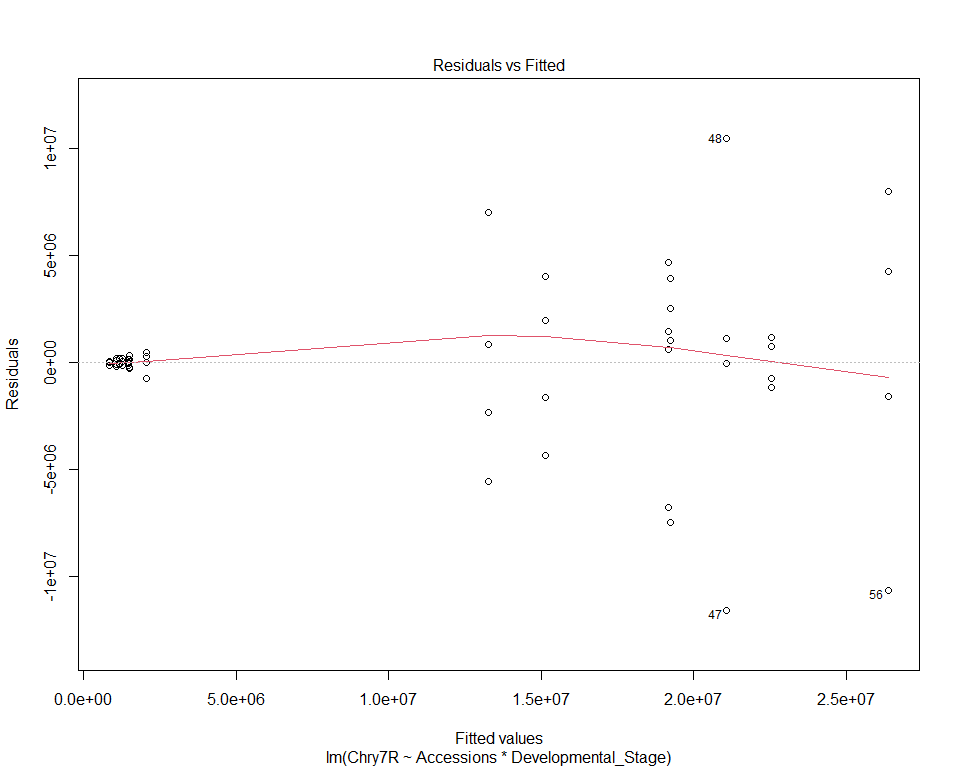 Residuals vs Fitted
Residuals
1e+07
5e+06
0e+00
-5e+06
-1e+07
48
47
56
0.0e+00 5.0e+06 1.0e+07 1.5e+07 2.0e+07 2.5e+07
Fitted values
lm(Chry7R ~ Accessions * Developmental_Stage)